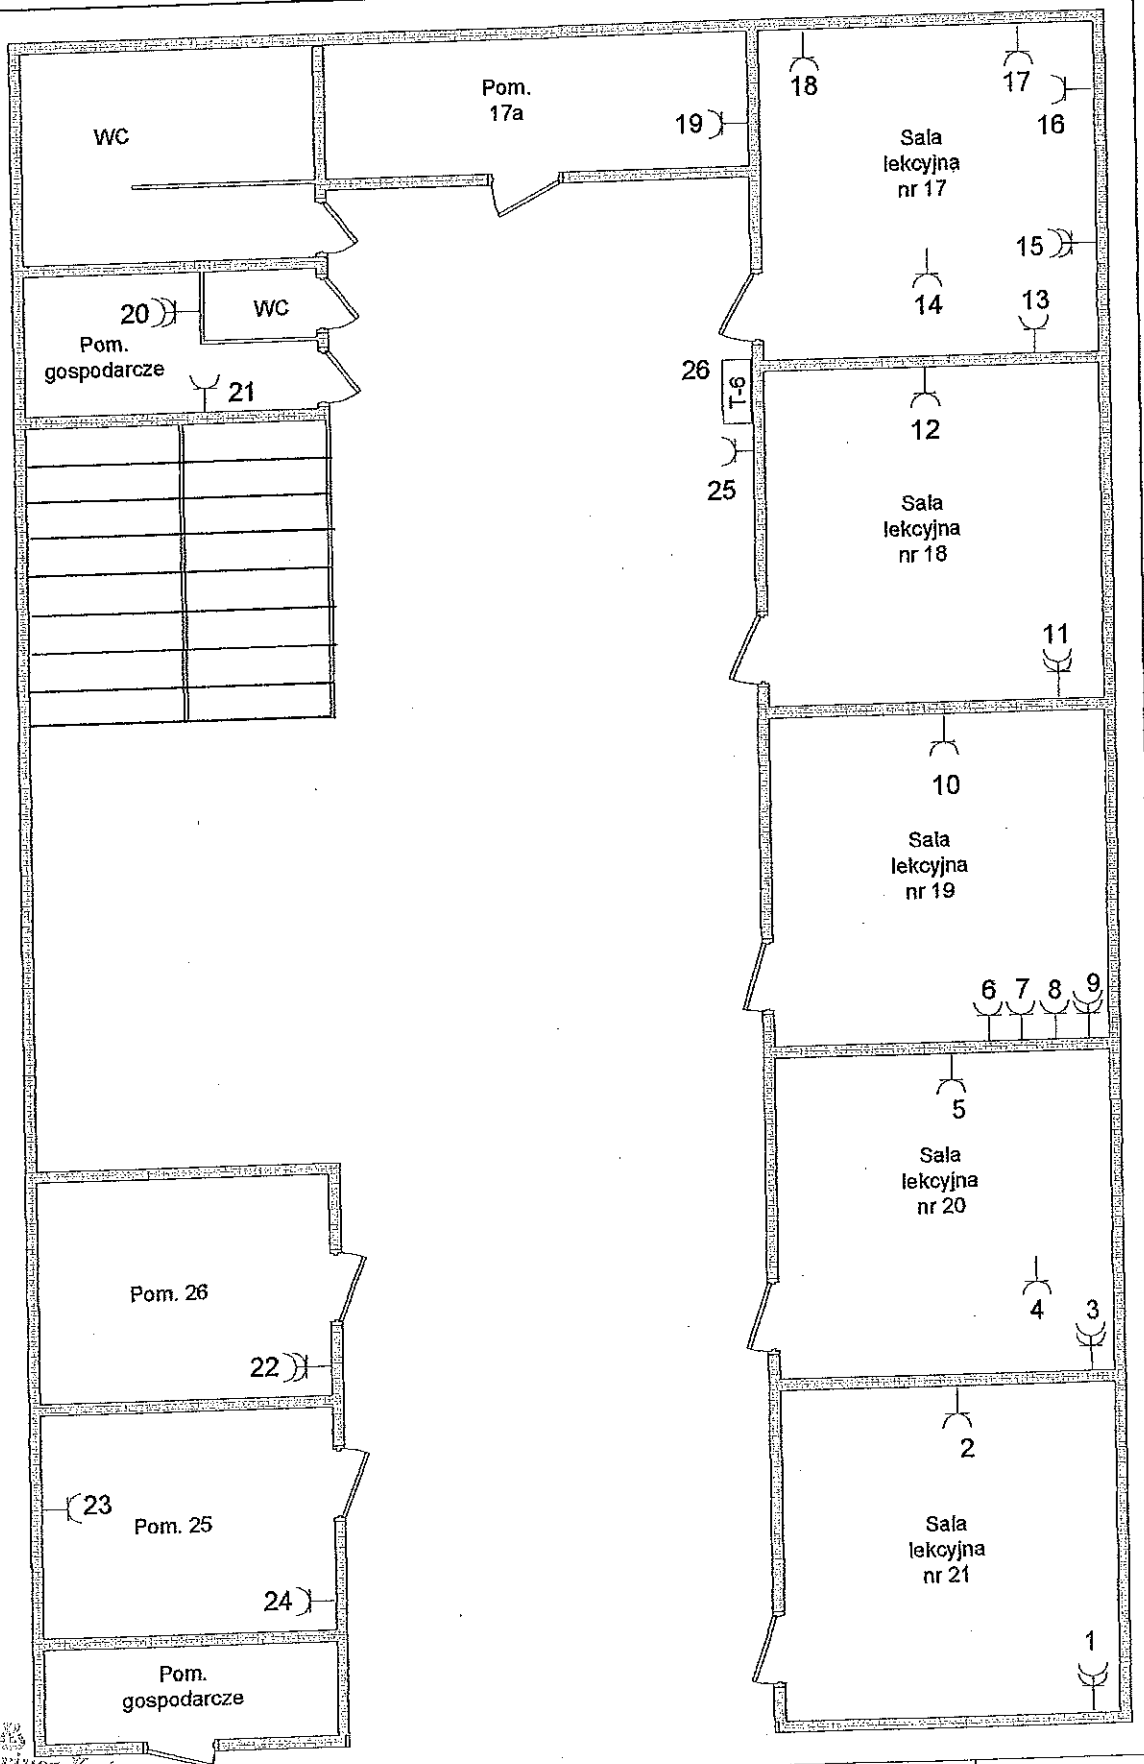 18
17
16
Pom.
17a
19
WC
Sala
lekcyjna
nr 17
15
14
13
20
WC
Pom.
gospodarcze
21
26
T-6
12
25
Sala
lekcyjna
nr 18
11
10
Sala
lekcyjna
nr 19
6 7 8 9
5
Sala
lekcyjna
nr 20
4
3
Pom. 26
22
2
23
Pom. 25
Sala
lekcyjna
nr 21
24
1
Pom.
gospodarcze